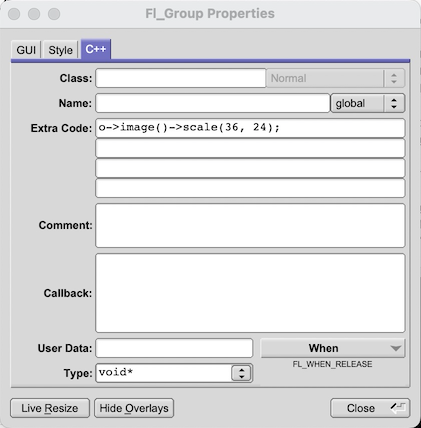 Fl_Group Properties
GUI Style C++
Class: Normal
Name: global
Extra Code: o->image()->scale(36, 24);
Comment:
Callback:
User Data: When
FL_WHEN_RELEASE
Type: void*
Live Resize Hide Overlays Close